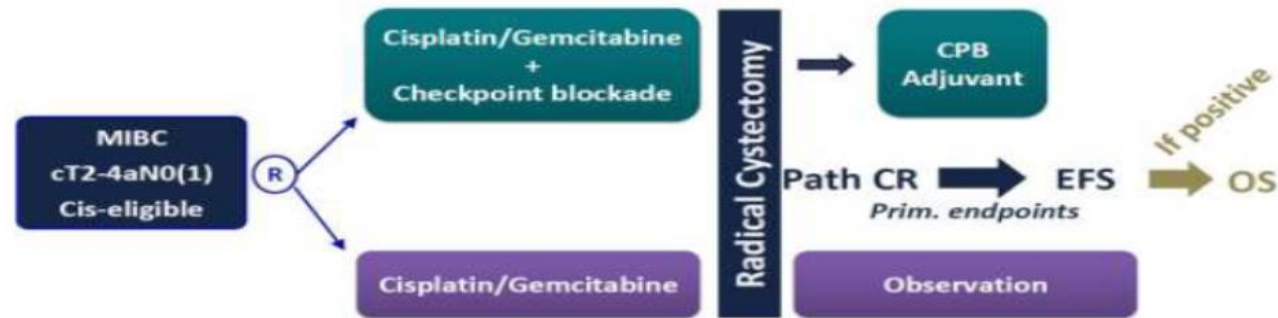 MIBC
cT2-4aN0(1)
Cis-eligible
R
Cisplatin/Gemcitabine
+
Checkpoint blockade
Cisplatin/Gemcitabine
Radical Cystectomy
CPB
Adjuvant
Path CR
EFS
If positive
OS
Prim. endpoints
Observation